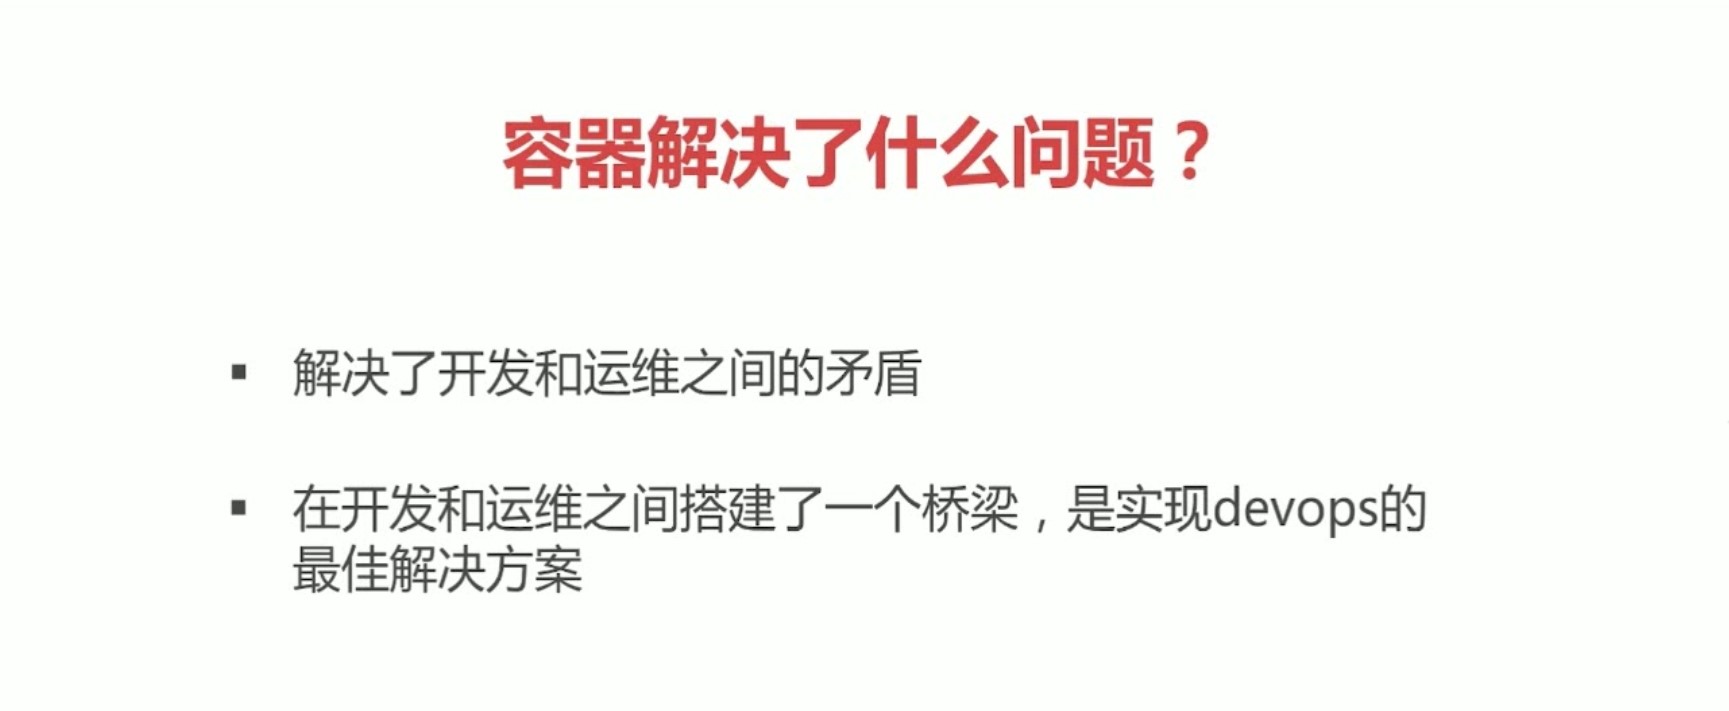 容器解决了什么问题？
▪ 解决了开发和运维之间的矛盾
▪ 在开发和运维之间搭建了一个桥梁，是实现devops的
最佳解决方案